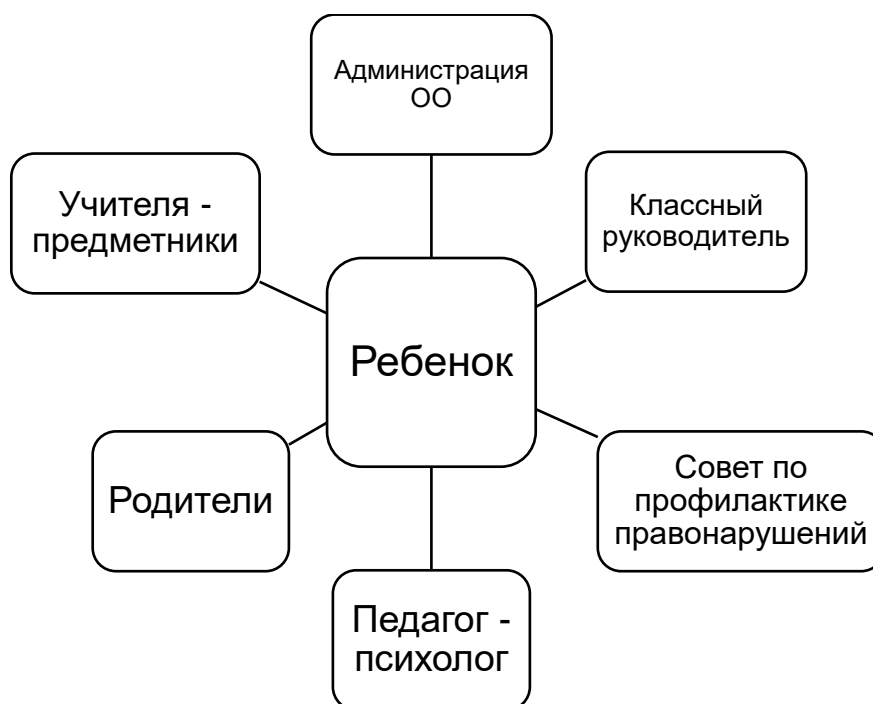 Администрация
ОО
Учителя -
предметники
Классный
руководитель
Ребенок
Родители
Совет по
профилактике
правонарушений
Педагог -
психолог